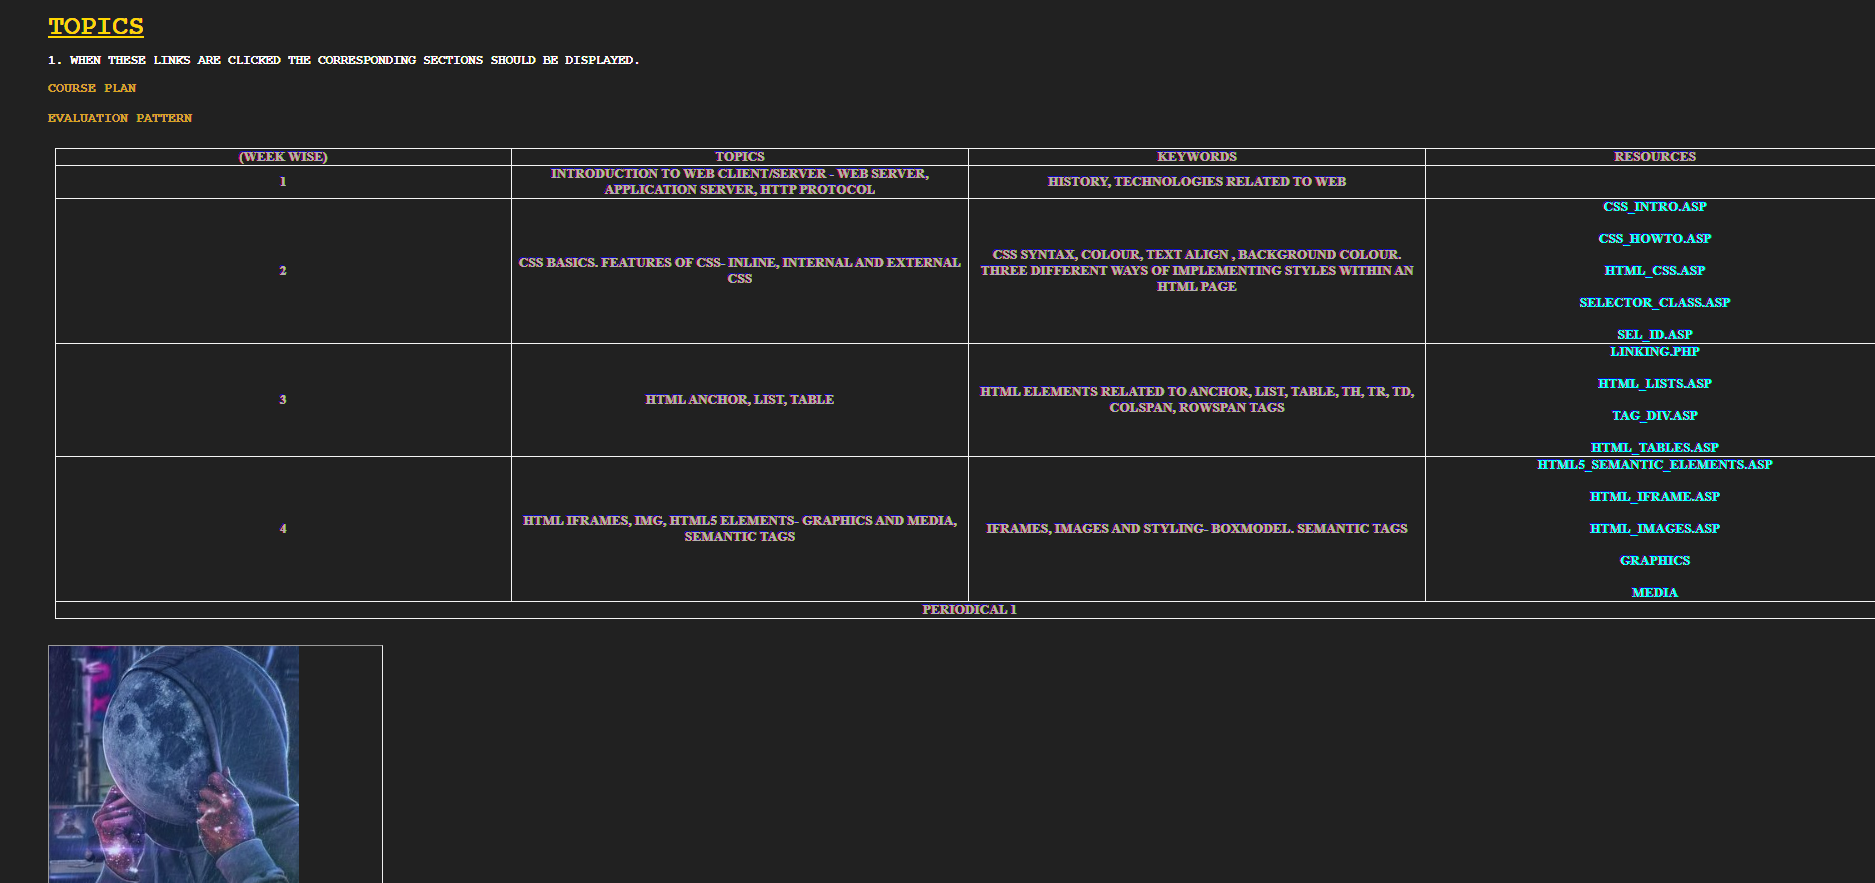 TOPICS
1. WHEN THESE LINKS ARE CLICKED THE CORRESPONDING SECTIONS SHOULD BE DISPLAYED.
COURSE PLAN
EVALUATION PATTERN
(WEEK WISE) TOPICS KEYWORDS RESOURCES
1
INTRODUCTION TO WEB CLIENT/SERVER - WEB SERVER,
APPLICATION SERVER, HTTP PROTOCOL
HISTORY, TECHNOLOGIES RELATED TO WEB
2
CSS BASICS. FEATURES OF CSS- INLINE, INTERNAL AND EXTERNAL
CSS
CSS SYNTAX, COLOUR, TEXT ALIGN , BACKGROUND COLOUR.
THREE DIFFERENT WAYS OF IMPLEMENTING STYLES WITHIN AN
HTML PAGE
CSS_INTRO.ASP
CSS_HOWTO.ASP
HTML_CSS.ASP
SELECTOR_CLASS.ASP
SEL_ID.ASP
3
HTML ANCHOR, LIST, TABLE
HTML ELEMENTS RELATED TO ANCHOR, LIST, TABLE, TH, TR, TD,
COLSPAN, ROWSPAN TAGS
LINKING.PHP
HTML_LISTS.ASP
TAG_DIV.ASP
HTML_TABLES.ASP
4
HTML IFRAMES, IMG, HTML5 ELEMENTS- GRAPHICS AND MEDIA,
SEMANTIC TAGS
IFRAMES, IMAGES AND STYLING- BOXMODEL. SEMANTIC TAGS
HTML5_SEMANTIC_ELEMENTS.ASP
HTML_IFRAME.ASP
HTML_IMAGES.ASP
GRAPHICS
MEDIA
PERIODICAL 1